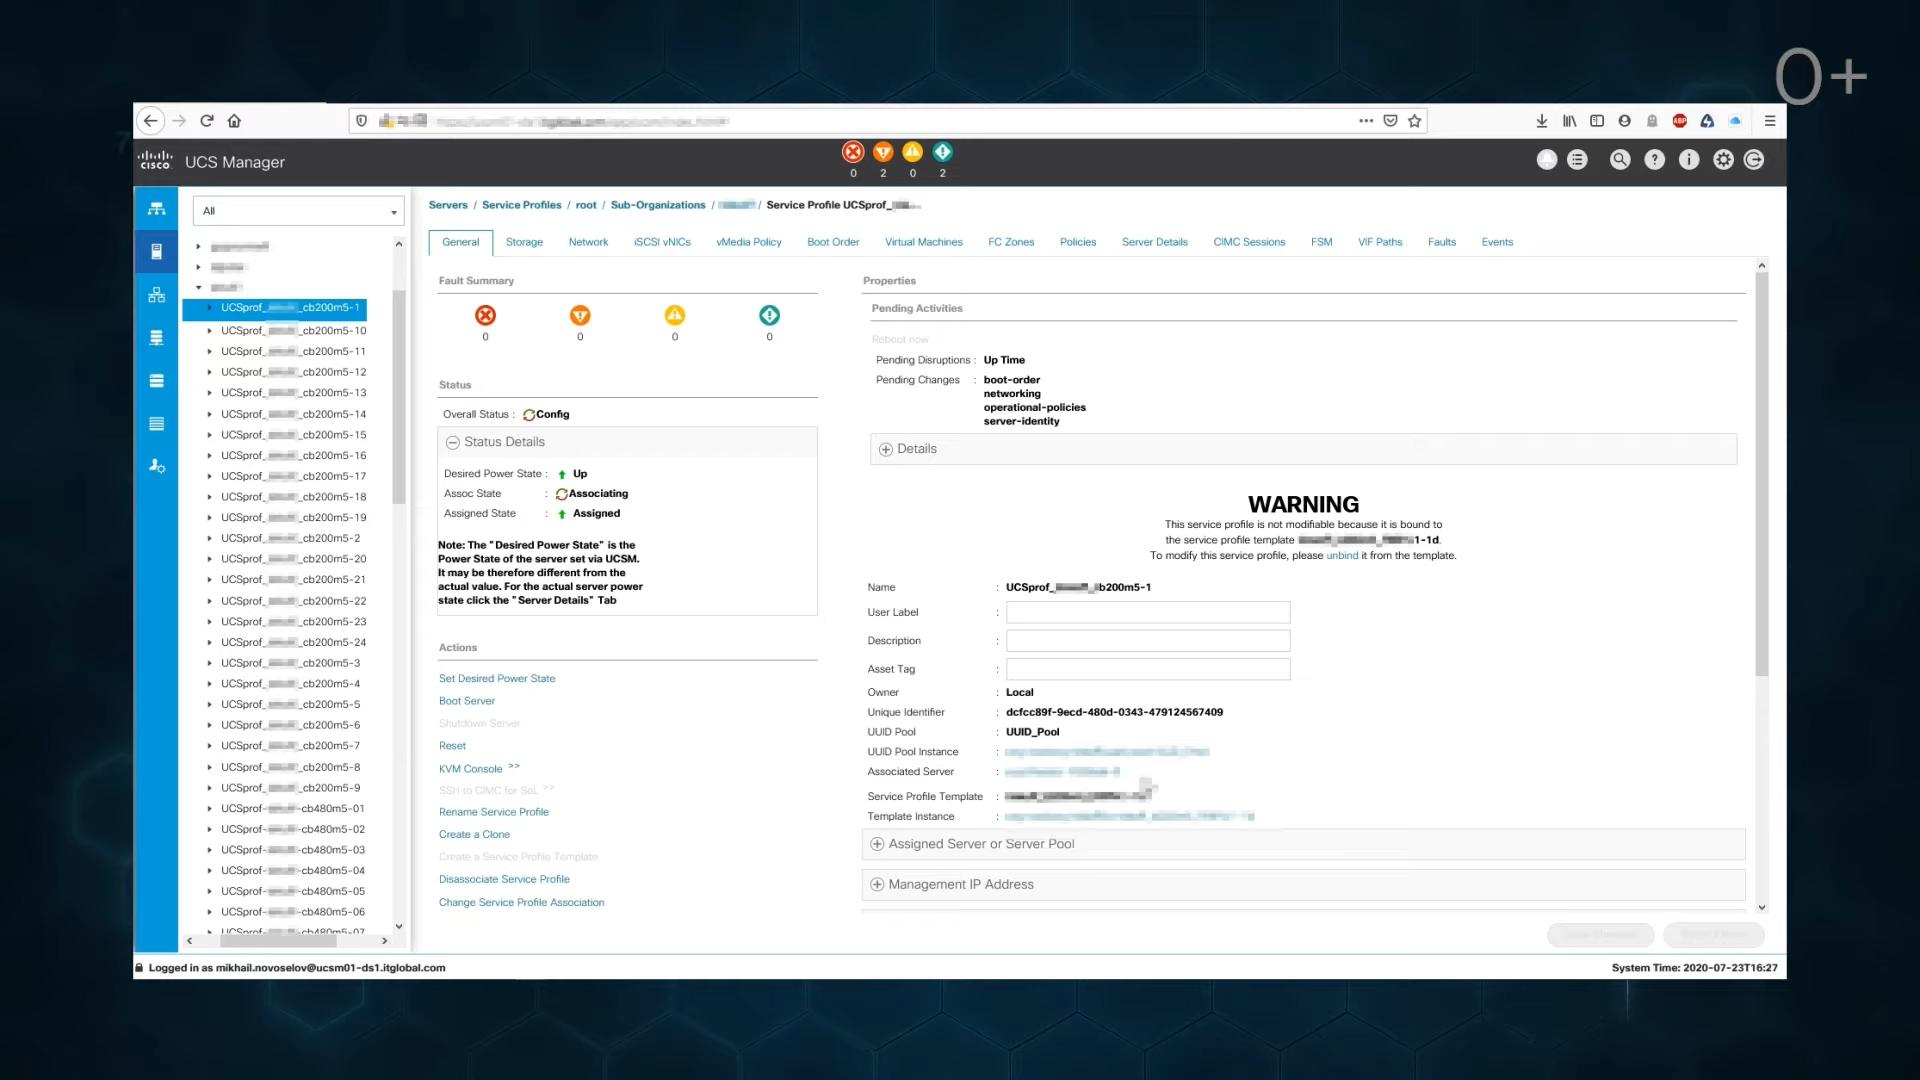 0+
CISCO UCS Manager
0 2 0 2
All
UCSprof_ _cb200m5-1
UCSprof_ _cb200m5-10
UCSprof_ _cb200m5-11
UCSprof_ _cb200m5-12
UCSprof_ _cb200m5-13
UCSprof_ _cb200m5-14
UCSprof_ _cb200m5-15
UCSprof_ _cb200m5-16
UCSprof_ _cb200m5-17
UCSprof_ _cb200m5-18
UCSprof_ _cb200m5-19
UCSprof_ _cb200m5-2
UCSprof_ _cb200m5-20
UCSprof_ _cb200m5-21
UCSprof_ _cb200m5-22
UCSprof_ _cb200m5-23
UCSprof_ _cb200m5-24
UCSprof_ _cb200m5-3
UCSprof_ _cb200m5-4
UCSprof_ _cb200m5-5
UCSprof_ _cb200m5-6
UCSprof_ _cb200m5-7
UCSprof_ _cb200m5-8
UCSprof_ _cb200m5-9
UCSprof- -cb480m5-01
UCSprof- -cb480m5-02
UCSprof- -cb480m5-03
UCSprof- -cb480m5-04
UCSprof- -cb480m5-05
UCSprof- -cb480m5-06
UCSprof- -cb480m5-07
Servers / Service Profiles / root / Sub-Organizations / / Service Profile UCSprof_
General Storage Network iSCSI vNICs vMedia Policy Boot Order Virtual Machines FC Zones Policies Server Details CIMC Sessions FSM VIF Paths Faults Events
Fault Summary
0 0 0 0
Status
Overall Status : Config
Status Details
Desired Power State : Up
Assoc State : Associating
Assigned State : Assigned
Note: The "Desired Power State" is the
Power State of the server set via UCSM.
It may be therefore different from the
actual value. For the actual server power
state click the "Server Details" Tab
Actions
Set Desired Power State
Boot Server
Shutdown Server
Reset
KVM Console >>
SSH to CIMC for SoL >>
Rename Service Profile
Create a Clone
Create a Service Profile Template
Disassociate Service Profile
Change Service Profile Association
Properties
Pending Activities
Reboot now
Pending Disruptions : Up Time
Pending Changes : boot-order
networking
operational-policies
server-identity
Details
WARNING
This service profile is not modifiable because it is bound to
the service profile template 1-1d.
To modify this service profile, please unbind it from the template.
Name : UCSprof_ b200m5-1
User Label :
Description :
Asset Tag :
Owner : Local
Unique Identifier : dcfcc89f-9ecd-480d-0343-479124567409
UUID Pool : UUID_Pool
UUID Pool Instance :
Associated Server :
Service Profile Template :
Template Instance :
Assigned Server or Server Pool
Management IP Address
Logged in as mikhail.novoselov@ucsm01-ds1.itglobal.com
System Time: 2020-07-23T16:27